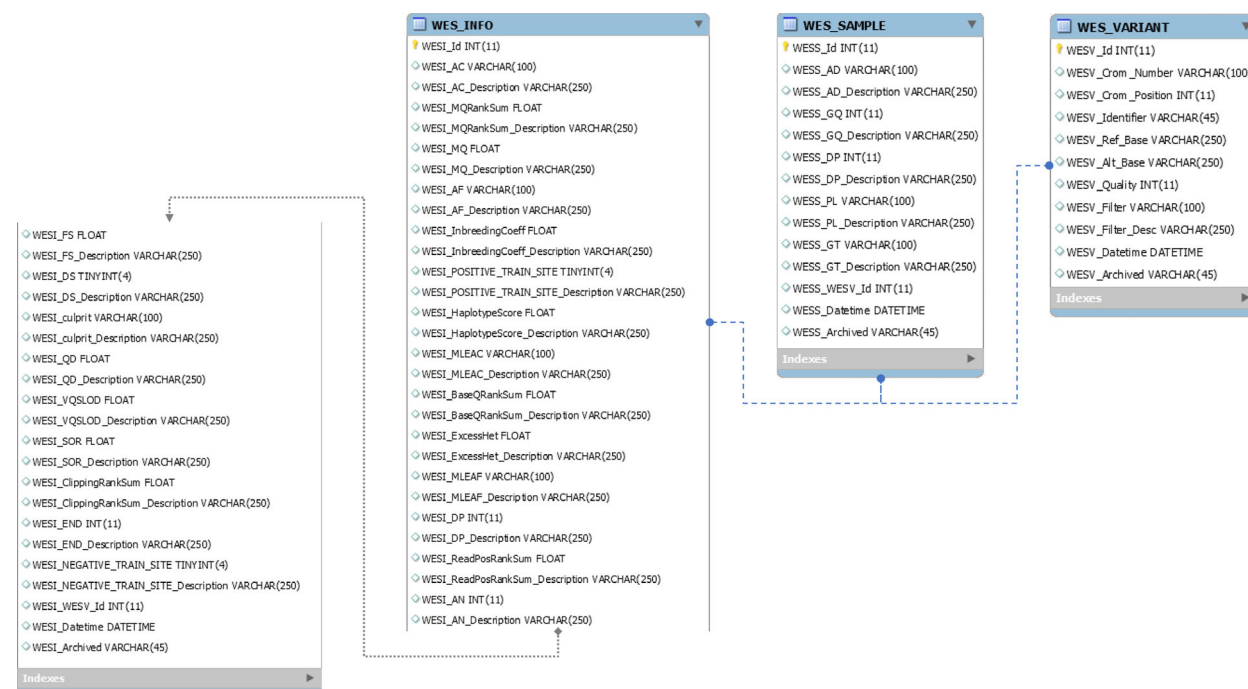 WES_INFO
WESI_Id INT(11)
WESI_AC VARCHAR(100)
WESI_AC_Description VARCHAR(250)
WESI_MQRankSum FLOAT
WESI_MQRankSum_Description VARCHAR(250)
WESI_MQ FLOAT
WESI_MQ_Description VARCHAR(250)
WESI_AF VARCHAR(100)
WESI_AF_Description VARCHAR(250)
WESI_InbreedingCoeff FLOAT
WESI_InbreedingCoeff_Description VARCHAR(250)
WESI_POSITIVE_TRAIN_SITE TINYINT(4)
WESI_POSITIVE_TRAIN_SITE_Description VARCHAR(250)
WESI_HaplotypeScore FLOAT
WESI_HaplotypeScore_Description VARCHAR(250)
WESI_MLEAC VARCHAR(100)
WESI_MLEAC_Description VARCHAR(250)
WESI_BaseQRankSum FLOAT
WESI_BaseQRankSum_Description VARCHAR(250)
WESI_ExcessHet FLOAT
WESI_ExcessHet_Description VARCHAR(250)
WESI_MLEAF VARCHAR(100)
WESI_MLEAF_Description VARCHAR(250)
WESI_DP INT(11)
WESI_DP_Description VARCHAR(250)
WESI_ReadPosRankSum FLOAT
WESI_ReadPosRankSum_Description VARCHAR(250)
WESI_AN INT(11)
WESI_AN_Description VARCHAR(250)
WESI_FS FLOAT
WESI_FS_Description VARCHAR(250)
WESI_DS TINYINT(4)
WESI_DS_Description VARCHAR(250)
WESI_culprit VARCHAR(100)
WESI_culprit_Description VARCHAR(250)
WESI_QD FLOAT
WESI_QD_Description VARCHAR(250)
WESI_VQSLOD FLOAT
WESI_VQSLOD_Description VARCHAR(250)
WESI_SOR FLOAT
WESI_SOR_Description VARCHAR(250)
WESI_ClippingRankSum FLOAT
WESI_ClippingRankSum_Description VARCHAR(250)
WESI_END INT(11)
WESI_END_Description VARCHAR(250)
WESI_NEGATIVE_TRAIN_SITE TINYINT(4)
WESI_NEGATIVE_TRAIN_SITE_Description VARCHAR(250)
WESI_WESV_Id INT(11)
WESI_Datetime DATETIME
WESI_Archived VARCHAR(45)
Indexes
WES_SAMPLE
WESS_Id INT(11)
WESS_AD VARCHAR(100)
WESS_AD_Description VARCHAR(250)
WESS_GQ INT(11)
WESS_GQ_Description VARCHAR(250)
WESS_DP INT(11)
WESS_DP_Description VARCHAR(250)
WESS_PL VARCHAR(100)
WESS_PL_Description VARCHAR(250)
WESS_GT VARCHAR(100)
WESS_GT_Description VARCHAR(250)
WESS_WESV_Id INT(11)
WESS_Datetime DATETIME
WESS_Archived VARCHAR(45)
Indexes
WES_VARIANT
WESV_Id INT(11)
WESV_Crom_Number VARCHAR(100
WESV_Crom_Position INT(11)
WESV_Identifier VARCHAR(45)
WESV_Ref_Base VARCHAR(250)
WESV_Alt_Base VARCHAR(250)
WESV_Quality INT(11)
WESV_Filter VARCHAR(100)
WESV_Filter_Desc VARCHAR(250)
WESV_Datetime DATETIME
WESV_Archived VARCHAR(45)
Indexes